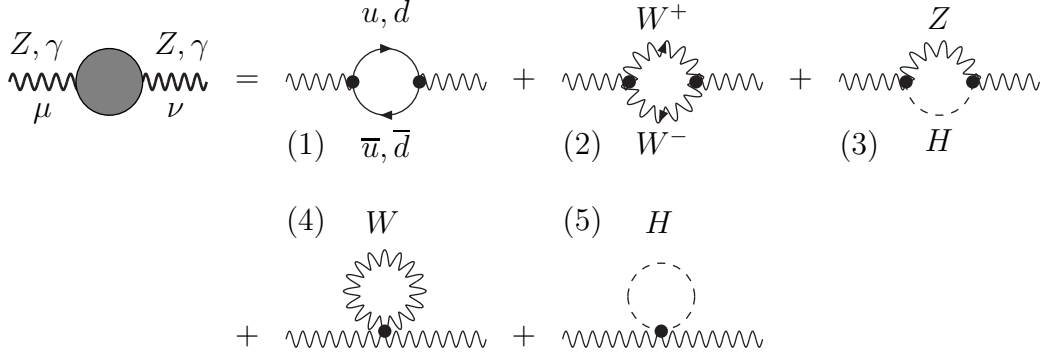 Z, γ Z, γ
μ ν
= + +
u, d
u̅, d̅
(1)
W⁺
W⁻
(2)
Z
H
(3)
+ +
(4) W
(5) H